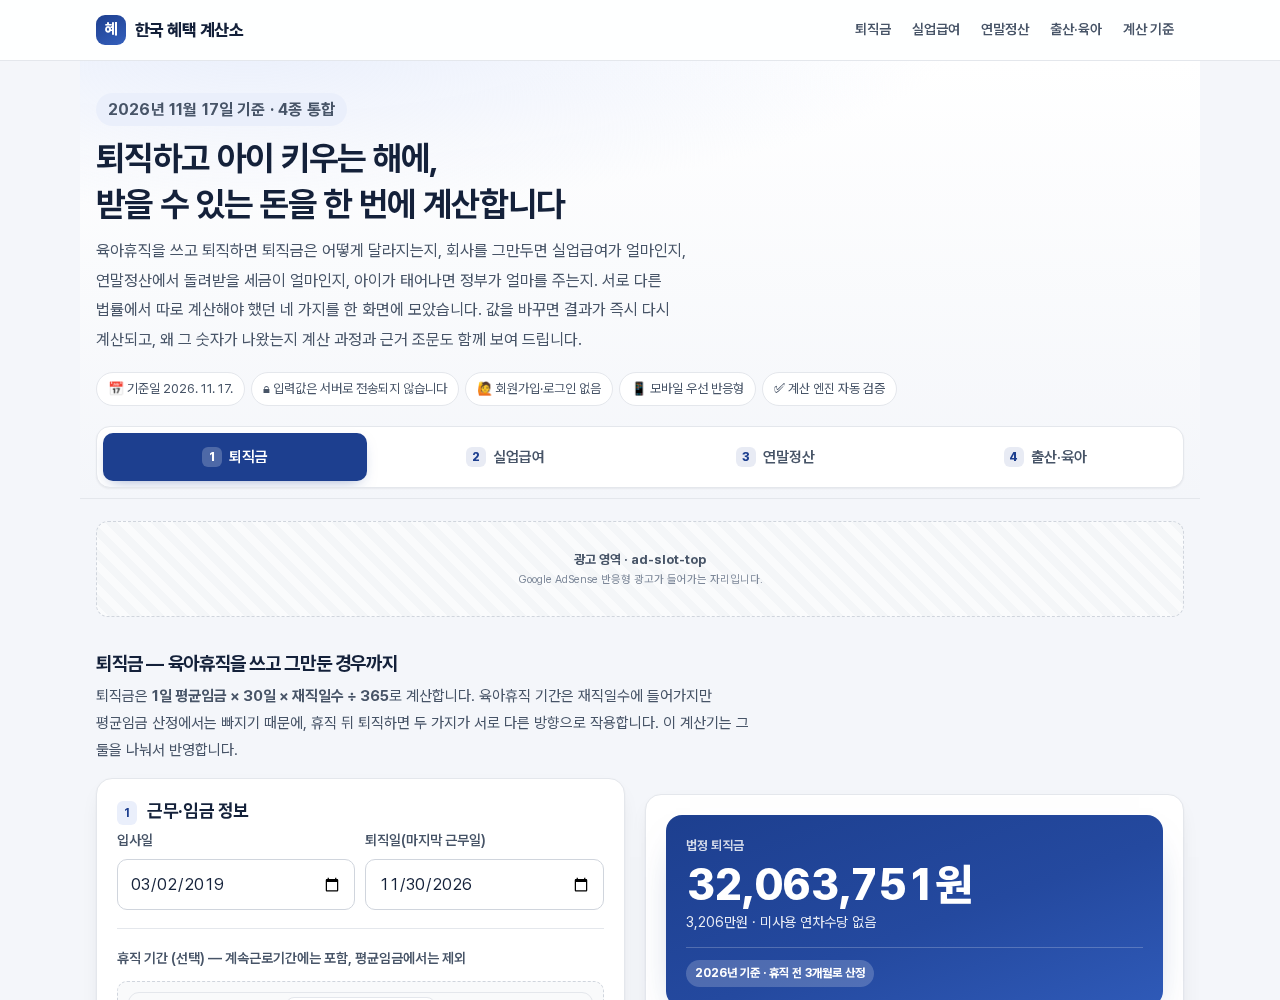 혜 한국 혜택 계산소
퇴직금 실업급여 연말정산 출산·육아 계산 기준
2026년 11월 17일 기준 · 4종 통합
퇴직하고 아이 키우는 해에,
받을 수 있는 돈을 한 번에 계산합니다
육아휴직을 쓰고 퇴직하면 퇴직금은 어떻게 달라지는지, 회사를 그만두면 실업급여가 얼마인지,
연말정산에서 돌려받을 세금이 얼마인지, 아이가 태어나면 정부가 얼마를 주는지. 서로 다른
법률에서 따로 계산해야 했던 네 가지를 한 화면에 모았습니다. 값을 바꾸면 결과가 즉시 다시
계산되고, 왜 그 숫자가 나왔는지 계산 과정과 근거 조문도 함께 보여 드립니다.
📅 기준일 2026. 11. 17. 🔒 입력값은 서버로 전송되지 않습니다 🙋 회원가입·로그인 없음 📱 모바일 우선 반응형 ✅ 계산 엔진 자동 검증
1 퇴직금 2 실업급여 3 연말정산 4 출산·육아
광고 영역 · ad-slot-top
Google AdSense 반응형 광고가 들어가는 자리입니다.
퇴직금 — 육아휴직을 쓰고 그만둔 경우까지
퇴직금은 1일 평균임금 × 30일 × 재직일수 ÷ 365로 계산합니다. 육아휴직 기간은 재직일수에 들어가지만
평균임금 산정에서는 빠지기 때문에, 휴직 뒤 퇴직하면 두 가지가 서로 다른 방향으로 작용합니다. 이 계산기는 그
둘을 나눠서 반영합니다.
1 근무·임금 정보
입사일 퇴직일(마지막 근무일)
03/02/2019 11/30/2026
휴직 기간 (선택) — 계속근로기간에는 포함, 평균임금에서는 제외
법정 퇴직금
32,063,751원
3,206만원 · 미사용 연차수당 없음
2026년 기준 · 휴직 전 3개월로 산정